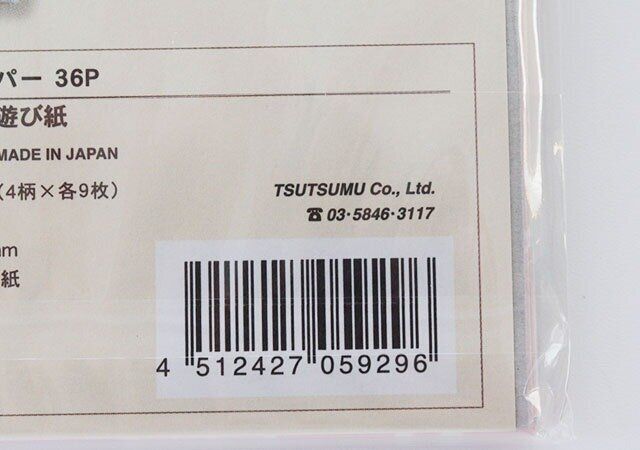 パー 36P
遊び紙
MADE IN JAPAN
(4柄×各9枚)
mm
紙
TSUTSUMU Co., Ltd.
☎ 03·5846·3117
4 512427 059296